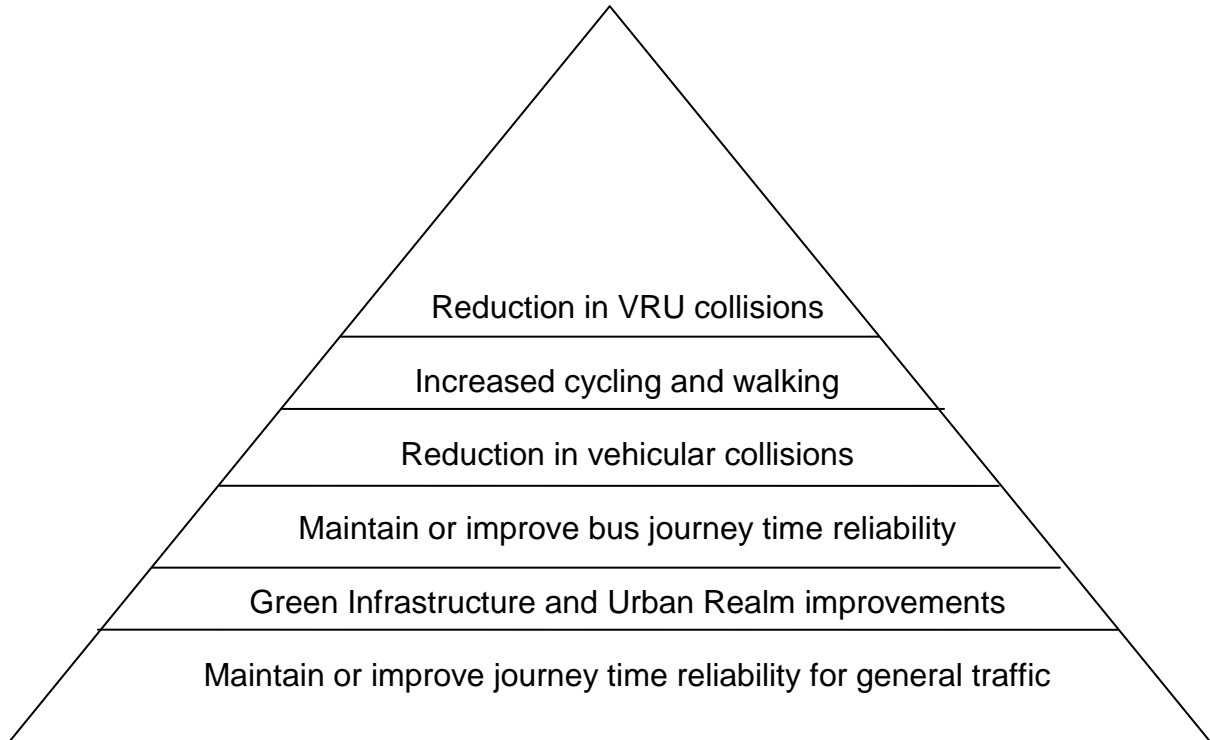 Reduction in VRU collisions
Increased cycling and walking
Reduction in vehicular collisions
Maintain or improve bus journey time reliability
Green Infrastructure and Urban Realm improvements
Maintain or improve journey time reliability for general traffic